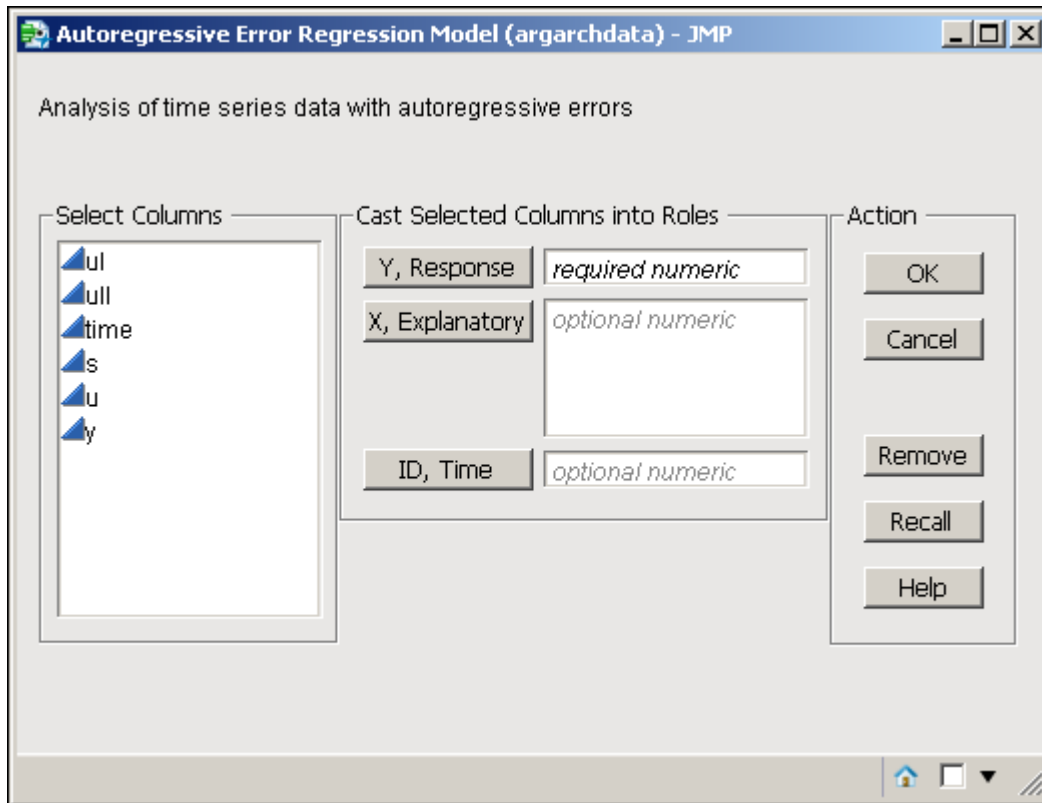 Autoregressive Error Regression Model (argarchdata) - JMP
Analysis of time series data with autoregressive errors
Select Columns
ul
ull
time
s
u
y
Cast Selected Columns into Roles
Y, Response
required numeric
X, Explanatory
optional numeric
ID, Time
optional numeric
Action
OK
Cancel
Remove
Recall
Help